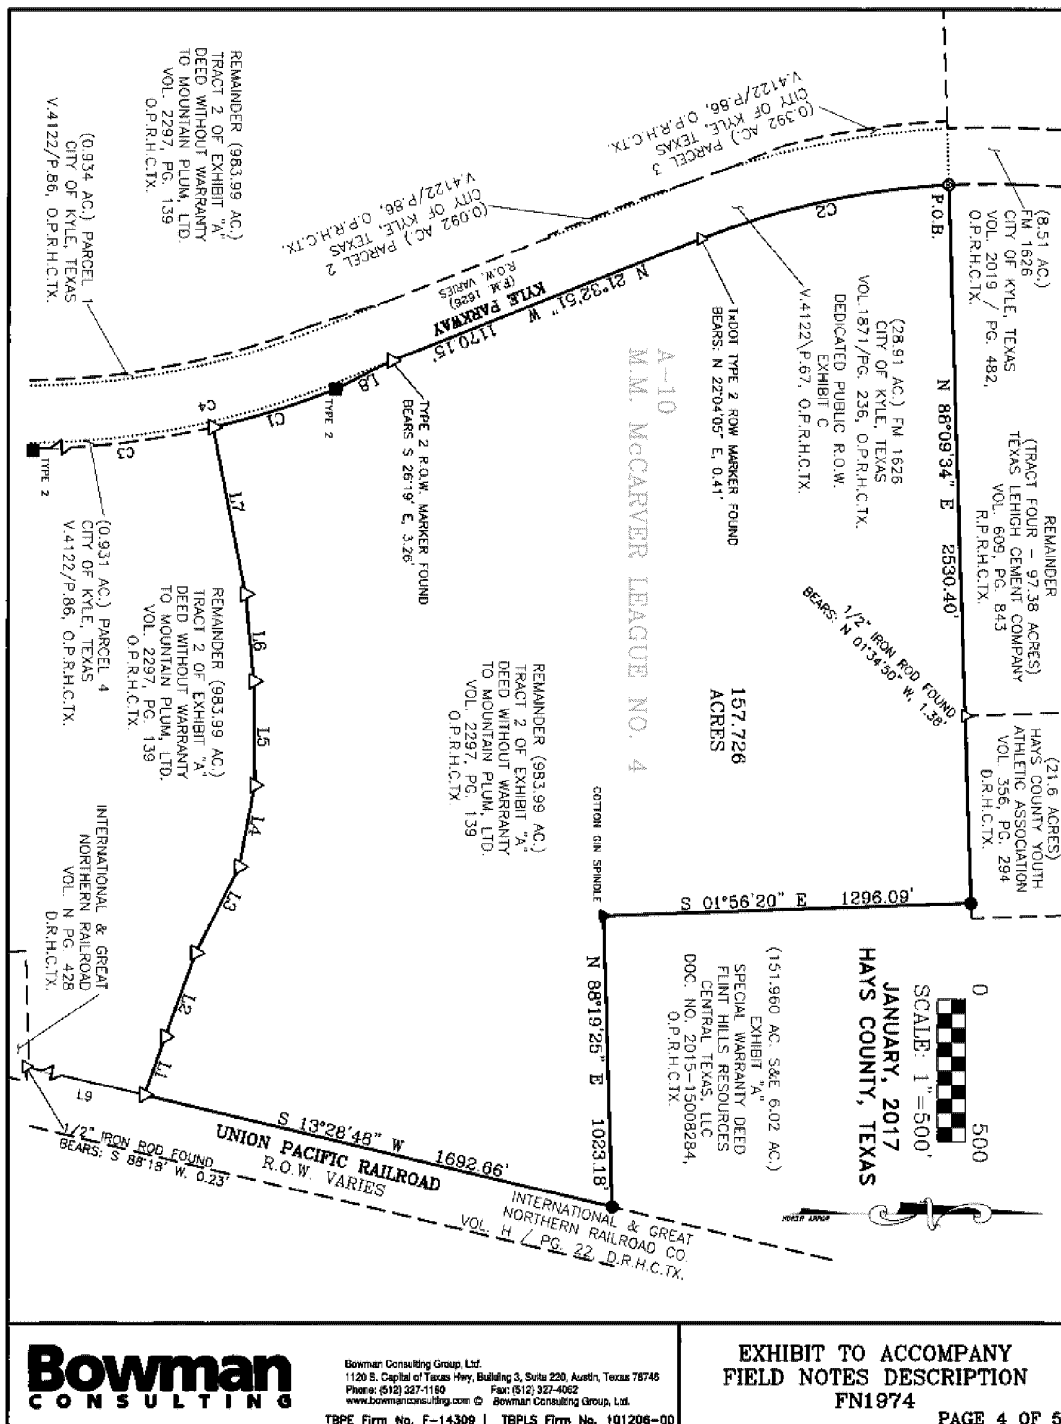 (8.51 AC.)
FM 1626
CITY OF KYLE, TEXAS
VOL. 2019 / PG. 482,
O.P.R.H.C.TX.
REMAINDER
(TRACT FOUR - 97.38 ACRES)
TEXAS LEHIGH CEMENT COMPANY
VOL. 609, PG. 843
R.P.R.H.C.TX.
(21.6 ACRES)
HAYS COUNTY YOUTH
ATHLETIC ASSOCIATION
VOL. 356, PG. 294
D.R.H.C.TX.
P.O.B.
N 88°09'34" E 2530.40'
1/2" IRON ROD FOUND
BEARS: N 01°34'50" W, 1.38'
(28.91 AC.) FM 1626
CITY OF KYLE, TEXAS
VOL.1871/PG. 236, O.P.R.H.C.TX.
DEDICATED PUBLIC R.O.W.
EXHIBIT C
V.4122\P.67, O.P.R.H.C.TX.
C2
(0.392 AC.) PARCEL 3
CITY OF KYLE, TEXAS
V.4122/P.86, O.P.R.H.C.TX.
TxDOT TYPE 2 ROW MARKER FOUND
BEARS: N 22°04'05" E, 0.41'
157.726
ACRES
A-10
M.M. McCARVER LEAGUE NO. 4
S 01°56'20" E 1296.09'
COTTON GIN SPINDLE
N 88°19'25" E 1023.18'
(151.960 AC. S&E 6.02 AC.)
EXHIBIT "A"
SPECIAL WARRANTY DEED
FLINT HILLS RESOURCES
CENTRAL TEXAS, LLC
DOC. NO. 2015-15008284,
O.P.R.H.C.TX.
0 500
SCALE: 1"=500'
JANUARY, 2017
HAYS COUNTY, TEXAS
NORTH ARROW
N 21°32'51" W 1170.15'
KYLE PARKWAY
(F.M. 1626)
R.O.W. VARIES
(0.092 AC.) PARCEL 2
CITY OF KYLE, TEXAS
V.4122/P.86, O.P.R.H.C.TX.
TYPE 2 R.O.W. MARKER FOUND
BEARS S 26°19' E, 3.26'
L8
TYPE 2
C1
C4
C3
TYPE 2
REMAINDER (983.99 AC.)
TRACT 2 OF EXHIBIT "A"
DEED WITHOUT WARRANTY
TO MOUNTAIN PLUM, LTD.
VOL. 2297, PG. 139
O.P.R.H.C.TX.
(0.934 AC.) PARCEL 1
CITY OF KYLE, TEXAS
V.4122/P.86, O.P.R.H.C.TX.
REMAINDER (983.99 AC.)
TRACT 2 OF EXHIBIT "A"
DEED WITHOUT WARRANTY
TO MOUNTAIN PLUM, LTD.
VOL. 2297, PG. 139
O.P.R.H.C.TX
L7
L6
L5
L4
L3
L2
L1
L9
REMAINDER (983.99 AC.)
TRACT 2 OF EXHIBIT "A"
DEED WITHOUT WARRANTY
TO MOUNTAIN PLUM, LTD.
VOL. 2297, PG. 139
O.P.R.H.C.TX.
(0.931 AC.) PARCEL 4
CITY OF KYLE, TEXAS
V.4122/P.86, O.P.R.H.C.TX.
INTERNATIONAL & GREAT
NORTHERN RAILROAD
VOL. N PG. 428
D.R.H.C.TX.
1/2" IRON ROD FOUND
BEARS: S 88°18' W, 0.23'
S 13°28'48" W 1692.66'
UNION PACIFIC RAILROAD
R.O.W. VARIES
INTERNATIONAL & GREAT
NORTHERN RAILROAD CO.
VOL. H / PG. 22, D.R.H.C.TX.
Bowman
CONSULTING
Bowman Consulting Group, Ltd.
1120 S. Capital of Texas Hwy, Building 3, Suite 220, Austin, Texas 78746
Phone: (512) 327-1180 Fax: (512) 327-4062
www.bowmanconsulting.com © Bowman Consulting Group, Ltd.
TBPE Firm No. F-14309 | TBPLS Firm No. 101206-00
EXHIBIT TO ACCOMPANY
FIELD NOTES DESCRIPTION
FN1974
PAGE 4 OF 5